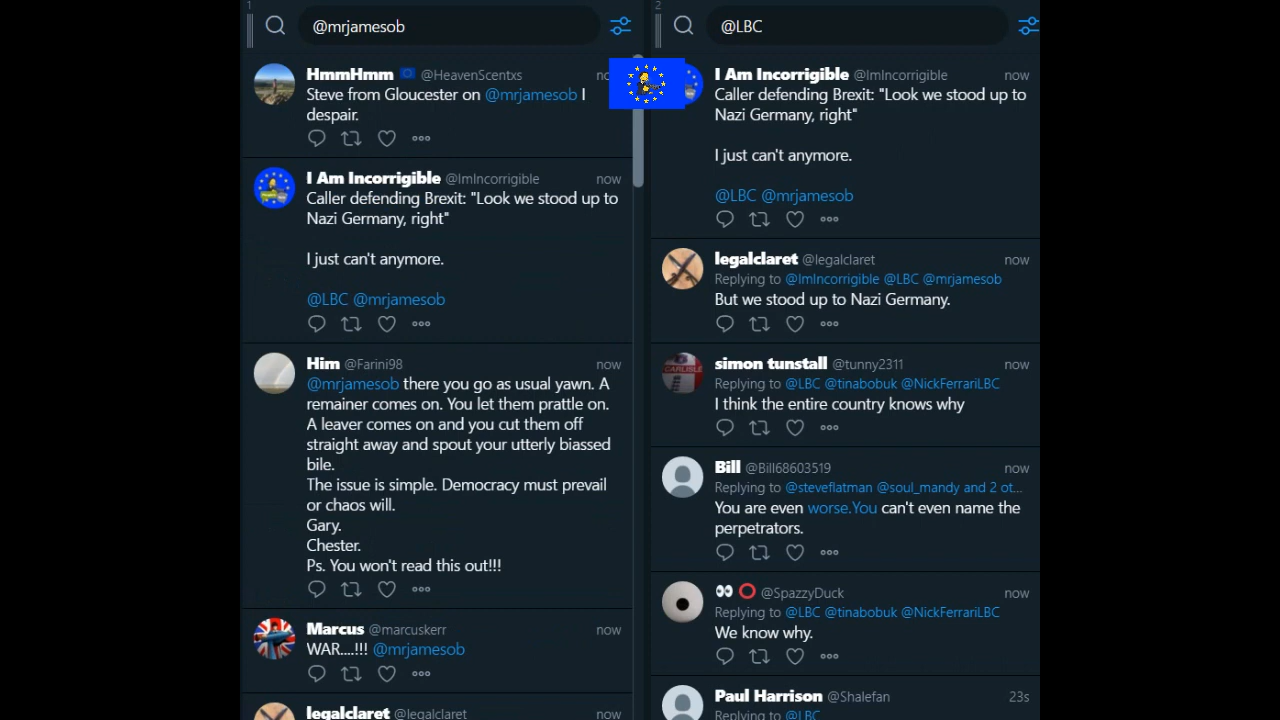 1
@mrjamesob
HmmHmm @HeavenScentxs
Steve from Gloucester on @mrjamesob I
despair.
I Am Incorrigible @ImIncorrigible now
Caller defending Brexit: "Look we stood up to
Nazi Germany, right"
I just can't anymore.
@LBC @mrjamesob
Him @Farini98 now
@mrjamesob there you go as usual yawn. A
remainer comes on. You let them prattle on.
A leaver comes on and you cut them off
straight away and spout your utterly biassed
bile.
The issue is simple. Democracy must prevail
or chaos will.
Gary.
Chester.
Ps. You won't read this out!!!
Marcus @marcuskerr now
WAR....!!! @mrjamesob
legalclaret @legalclaret now
2
@LBC
I Am Incorrigible @ImIncorrigible now
Caller defending Brexit: "Look we stood up to
Nazi Germany, right"
I just can't anymore.
@LBC @mrjamesob
legalclaret @legalclaret now
Replying to @ImIncorrigible @LBC @mrjamesob
But we stood up to Nazi Germany.
simon tunstall @tunny2311 now
Replying to @LBC @tinabobuk @NickFerrariLBC
I think the entire country knows why
CARLISLE
Bill @Bill68603519 now
Replying to @steveflatman @soul_mandy and 2 ot...
You are even worse.You can't even name the
perpetrators.
@SpazzyDuck now
Replying to @LBC @tinabobuk @NickFerrariLBC
We know why.
Paul Harrison @Shalefan 23s
Replying to @LBC